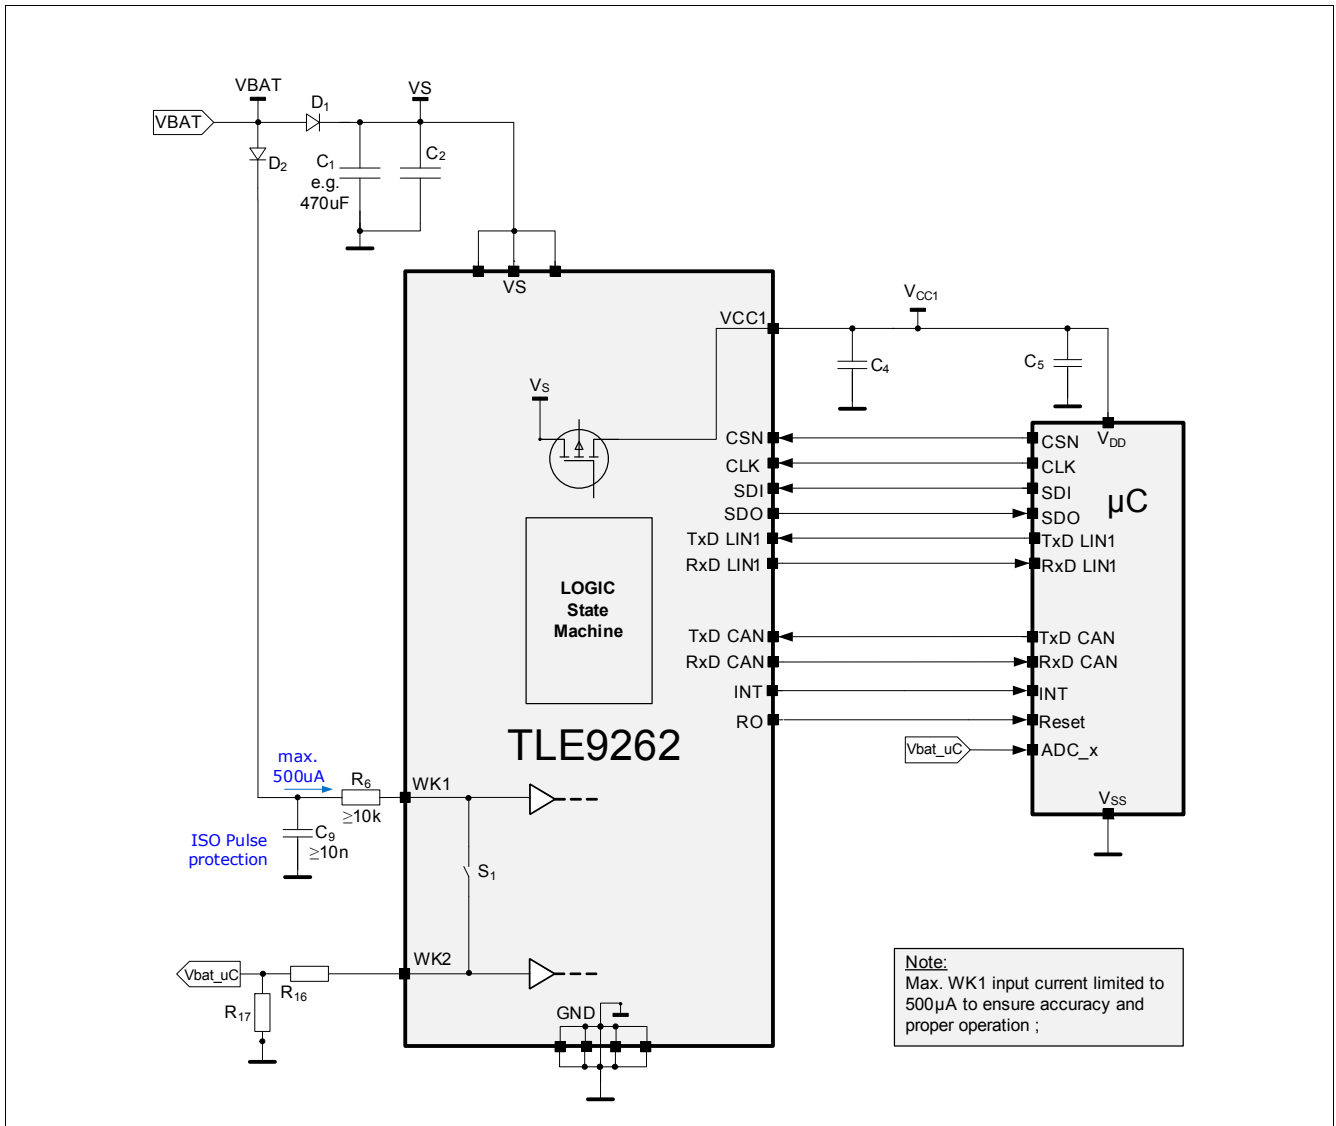 VBAT
VS
D1
VBAT
D2
C1
e.g.
470uF
C2
VS
VCC1
VCC1
C4
C5
VS
CSN
CLK
SDI
SDO
TxD LIN1
RxD LIN1
TxD CAN
RxD CAN
INT
RO
VDD
CSN
CLK
SDI
SDO
TxD LIN1
RxD LIN1
TxD CAN
RxD CAN
INT
Reset
ADC_x
µC
VSS
Vbat_uC
LOGIC
State
Machine
TLE9262
max.
500uA
R6
≥10k
WK1
C9
≥10n
ISO Pulse
protection
S1
WK2
Vbat_uC
R16
R17
GND
Note:
Max. WK1 input current limited to
500µA to ensure accuracy and
proper operation ;